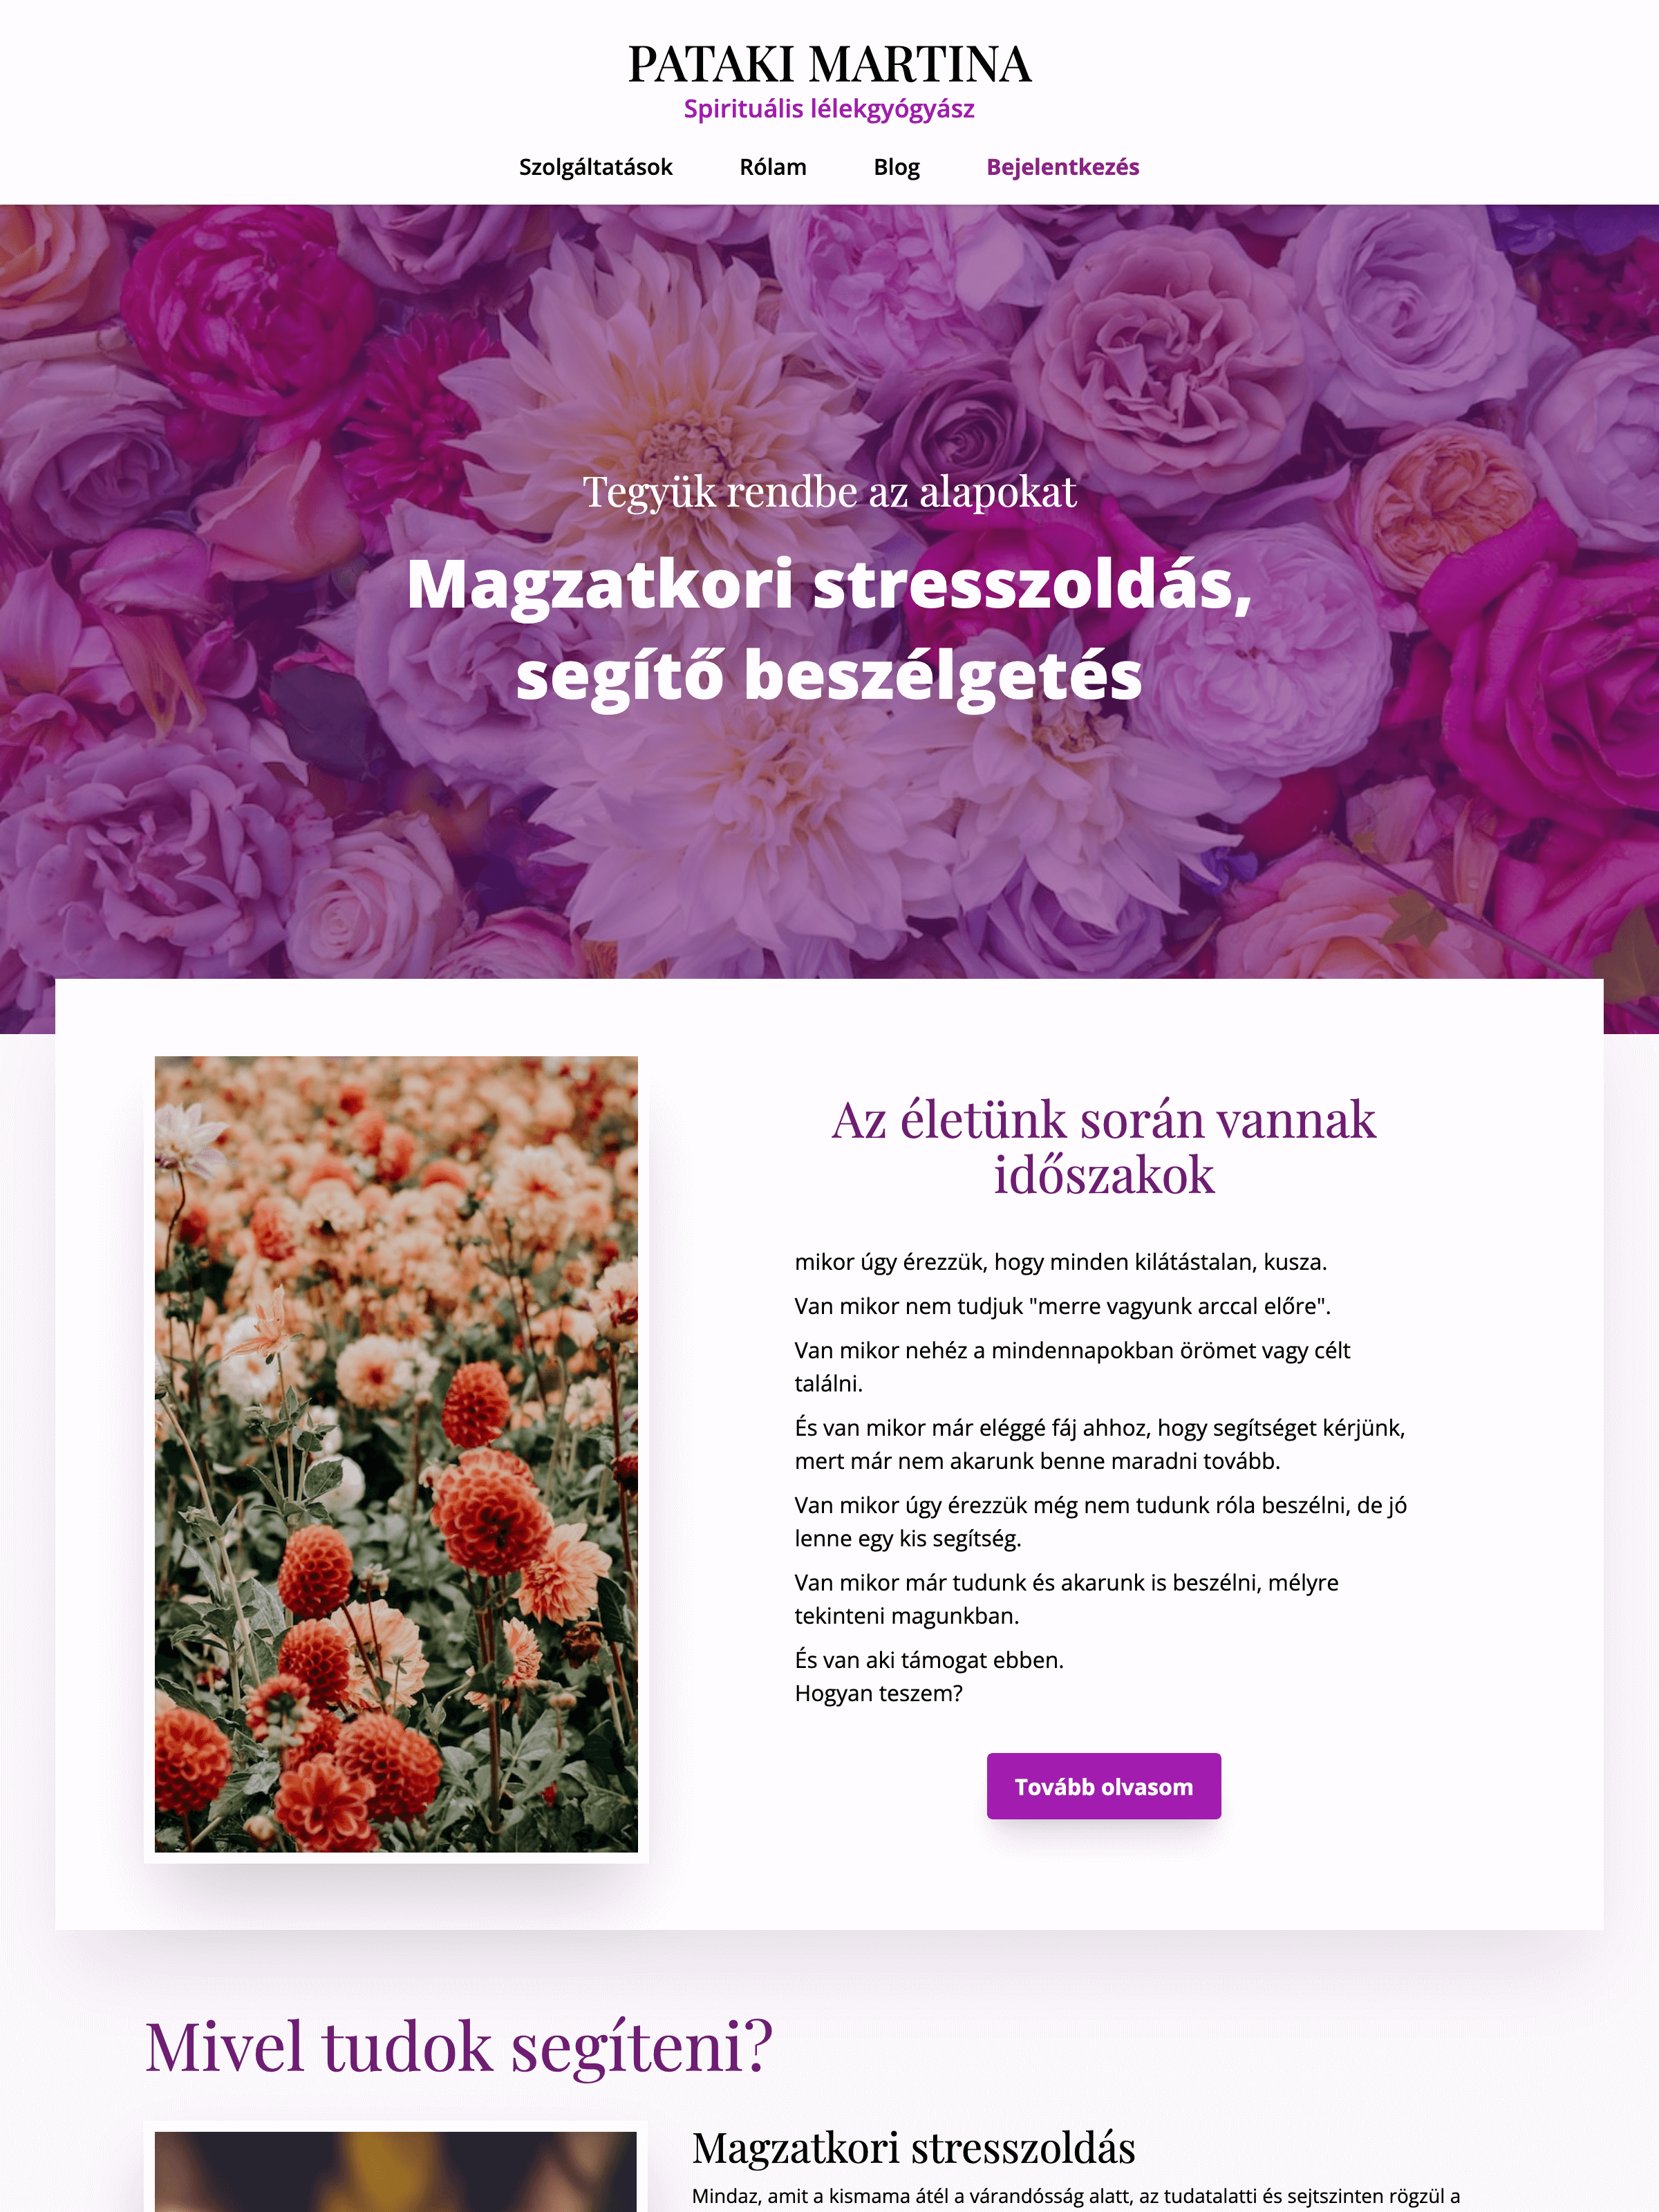 PATAKI MARTINA
Spirituális lélekgyógyász
Szolgáltatások Rólam Blog Bejelentkezés
Tegyük rendbe az alapokat
Magzatkori stresszoldás,
segítő beszélgetés
Az életünk során vannak
időszakok
mikor úgy érezzük, hogy minden kilátástalan, kusza.
Van mikor nem tudjuk "merre vagyunk arccal előre".
Van mikor nehéz a mindennapokban örömet vagy célt
találni.
És van mikor már eléggé fáj ahhoz, hogy segítséget kérjünk,
mert már nem akarunk benne maradni tovább.
Van mikor úgy érezzük még nem tudunk róla beszélni, de jó
lenne egy kis segítség.
Van mikor már tudunk és akarunk is beszélni, mélyre
tekinteni magunkban.
És van aki támogat ebben.
Hogyan teszem?
Tovább olvasom
Mivel tudok segíteni?
Magzatkori stresszoldás
Mindaz, amit a kismama átél a várandósság alatt, az tudatalatti és sejtszinten rögzül a